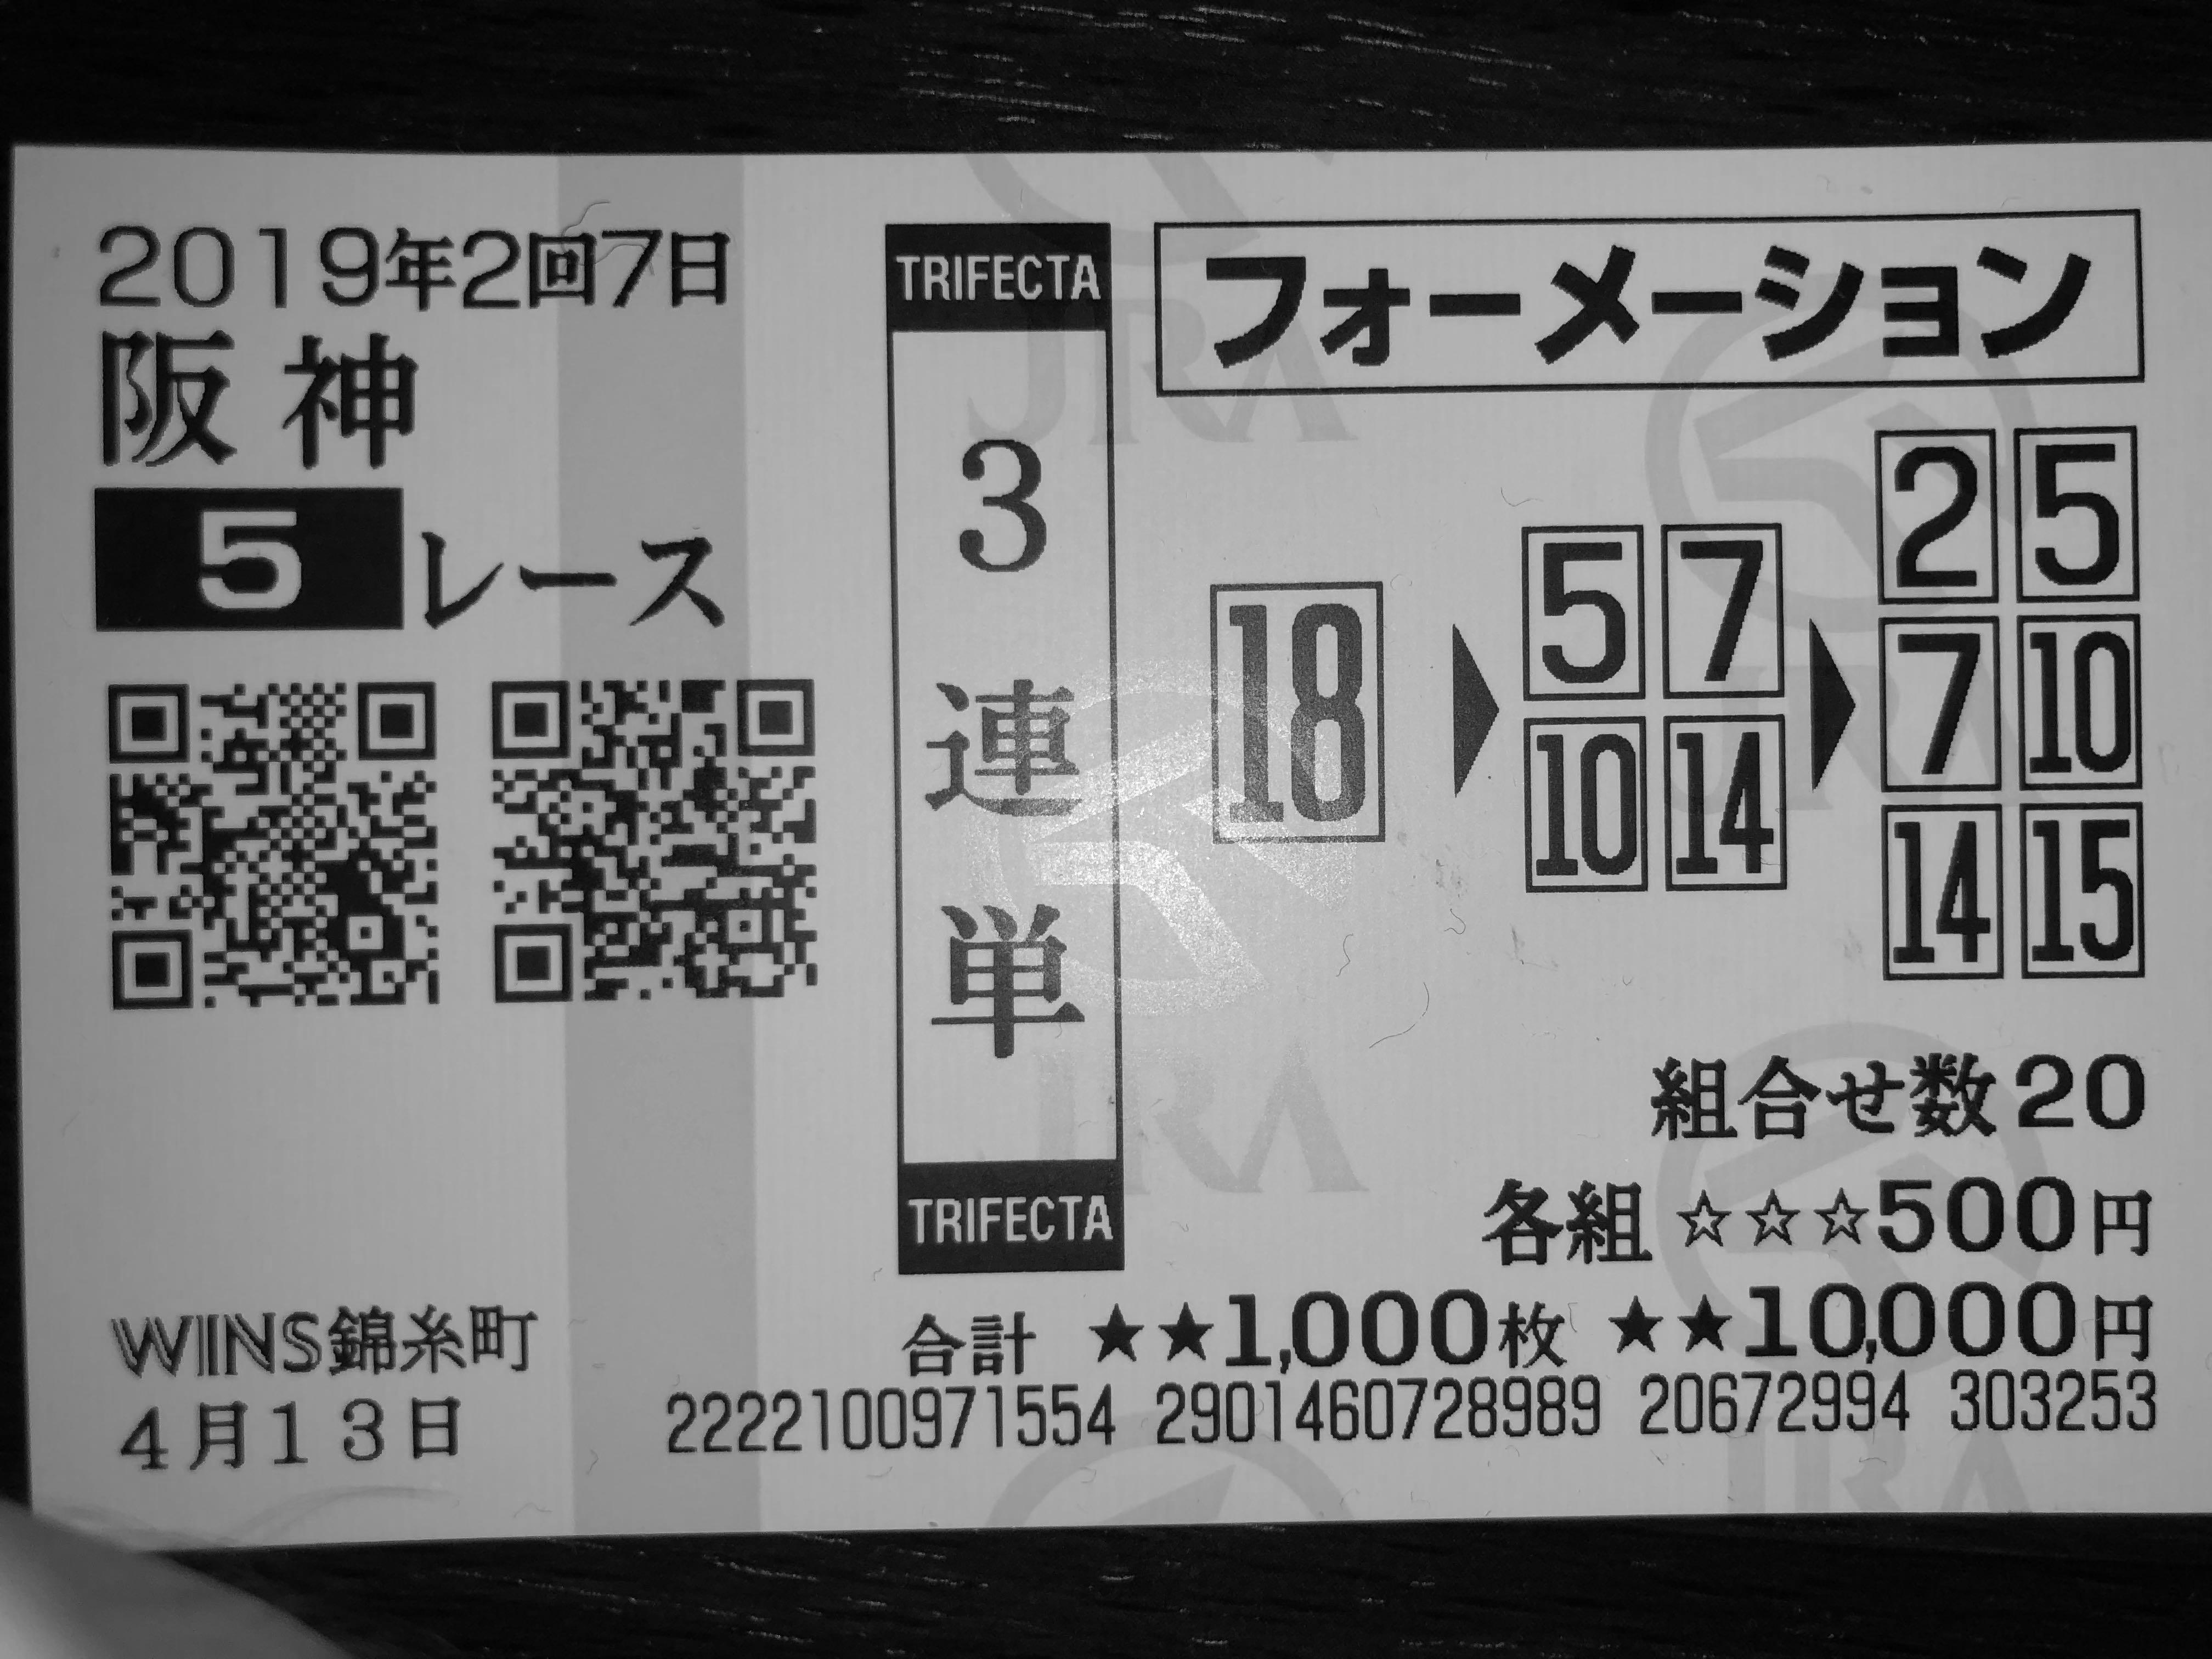 2019年2回7日
阪神
5レース
WINS錦糸町
4月13日
TRIFECTA
3連単
TRIFECTA
フォーメーション
18
5 7
10 14
2 5
7 10
14 15
組合せ数20
各組 ☆☆☆500円
合計 ★★1,000枚 ★★10,000円
2222100971554 2901460728989 20672994 303253
JRA
JRA
JRA
JRA